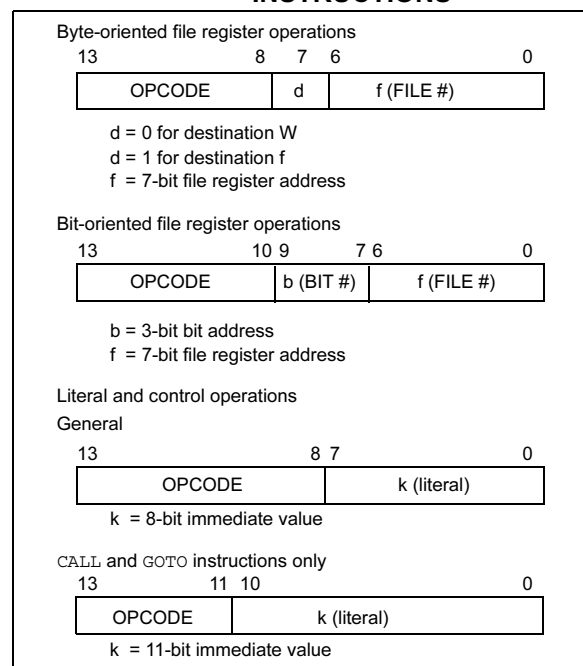 INSTRUCTIONS
Byte-oriented file register operations
13 8 7 6 0
OPCODE d f (FILE #)
d = 0 for destination W
d = 1 for destination f
f = 7-bit file register address
Bit-oriented file register operations
13 10 9 7 6 0
OPCODE b (BIT #) f (FILE #)
b = 3-bit bit address
f = 7-bit file register address
Literal and control operations
General
13 8 7 0
OPCODE k (literal)
k = 8-bit immediate value
CALL and GOTO instructions only
13 11 10 0
OPCODE k (literal)
k = 11-bit immediate value